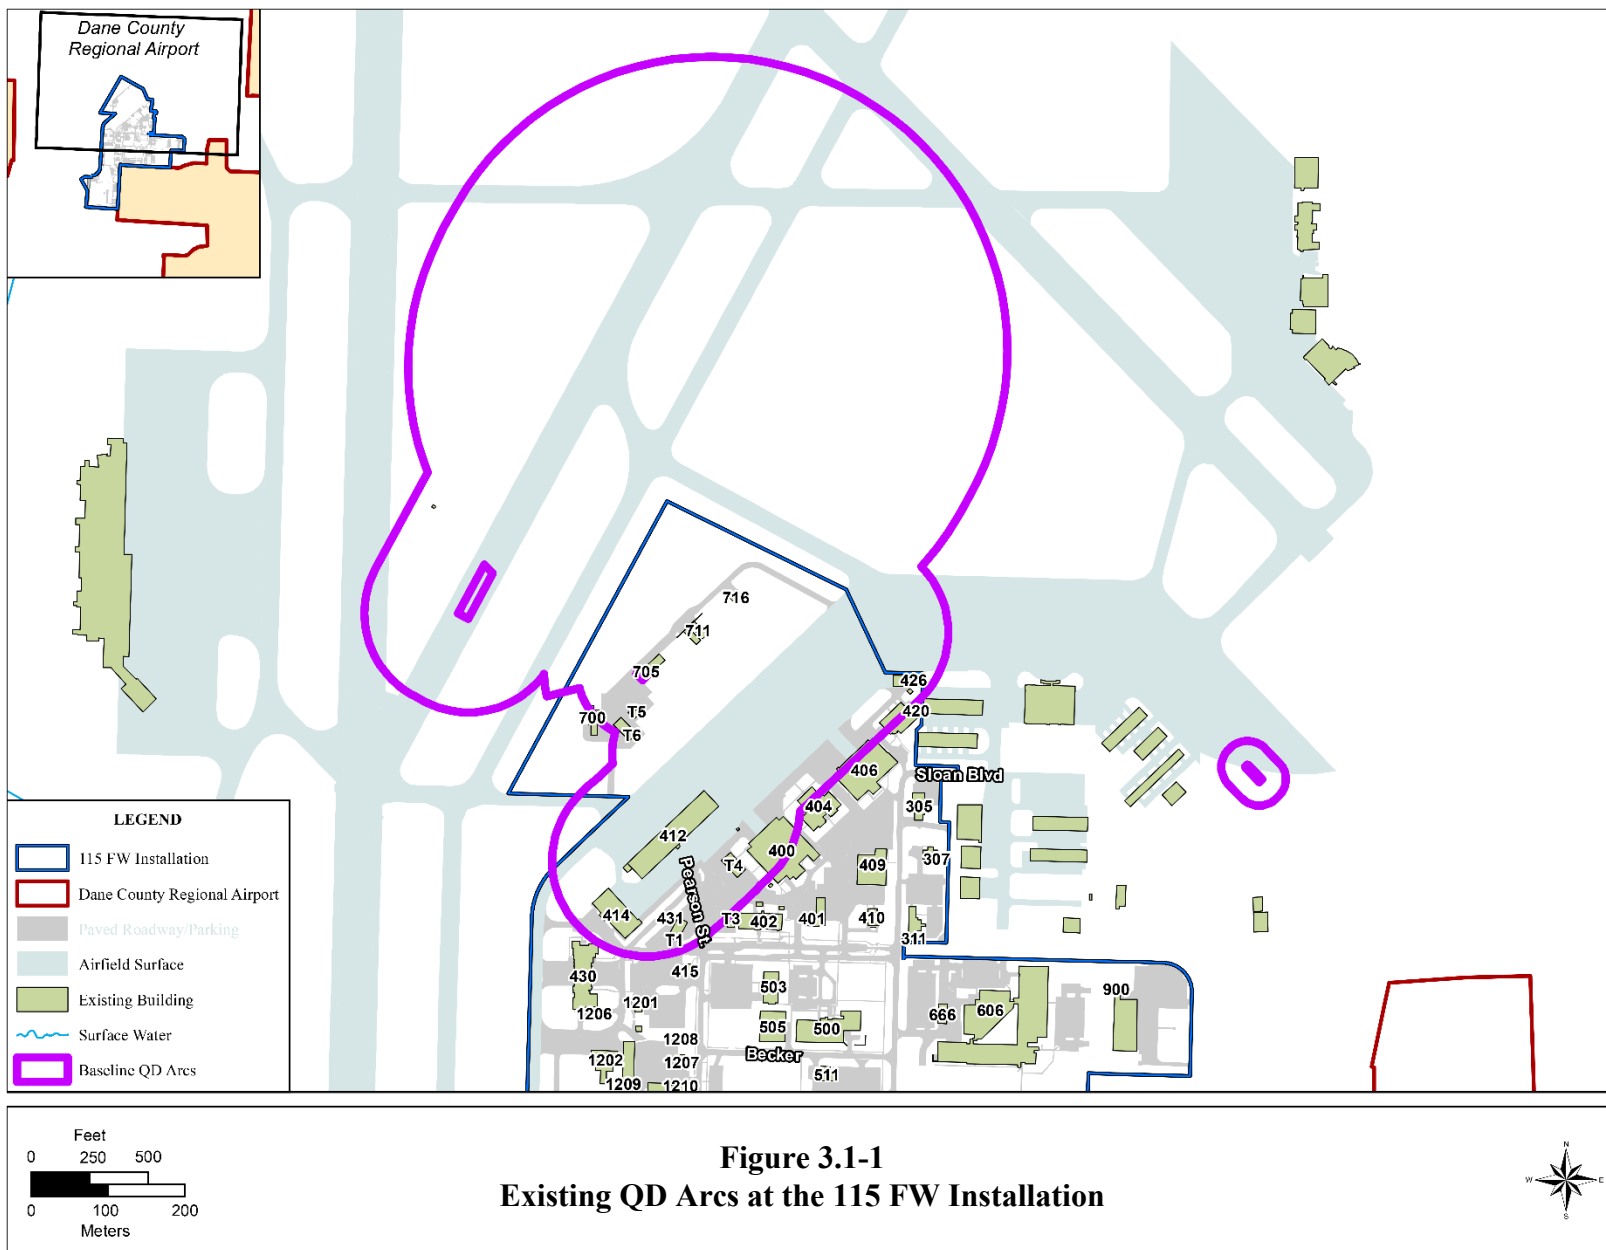 Dane County
Regional Airport
716
711
705
426
T5
700
420
T6
406
Sloan Blvd
404
305
412
400
307
T4
409
Pearson St.
414
431
T3
402
401
410
T1
311
415
430
503
900
1201
1206
666
606
505
500
1208
Becker
1202
1207
511
1209
1210
LEGEND
115 FW Installation
Dane County Regional Airport
Paved Roadway/Parking
Airfield Surface
Existing Building
Surface Water
Baseline QD Arcs
Feet
0 250 500
0 100 200
Meters
Figure 3.1-1
Existing QD Arcs at the 115 FW Installation
N
W E
S